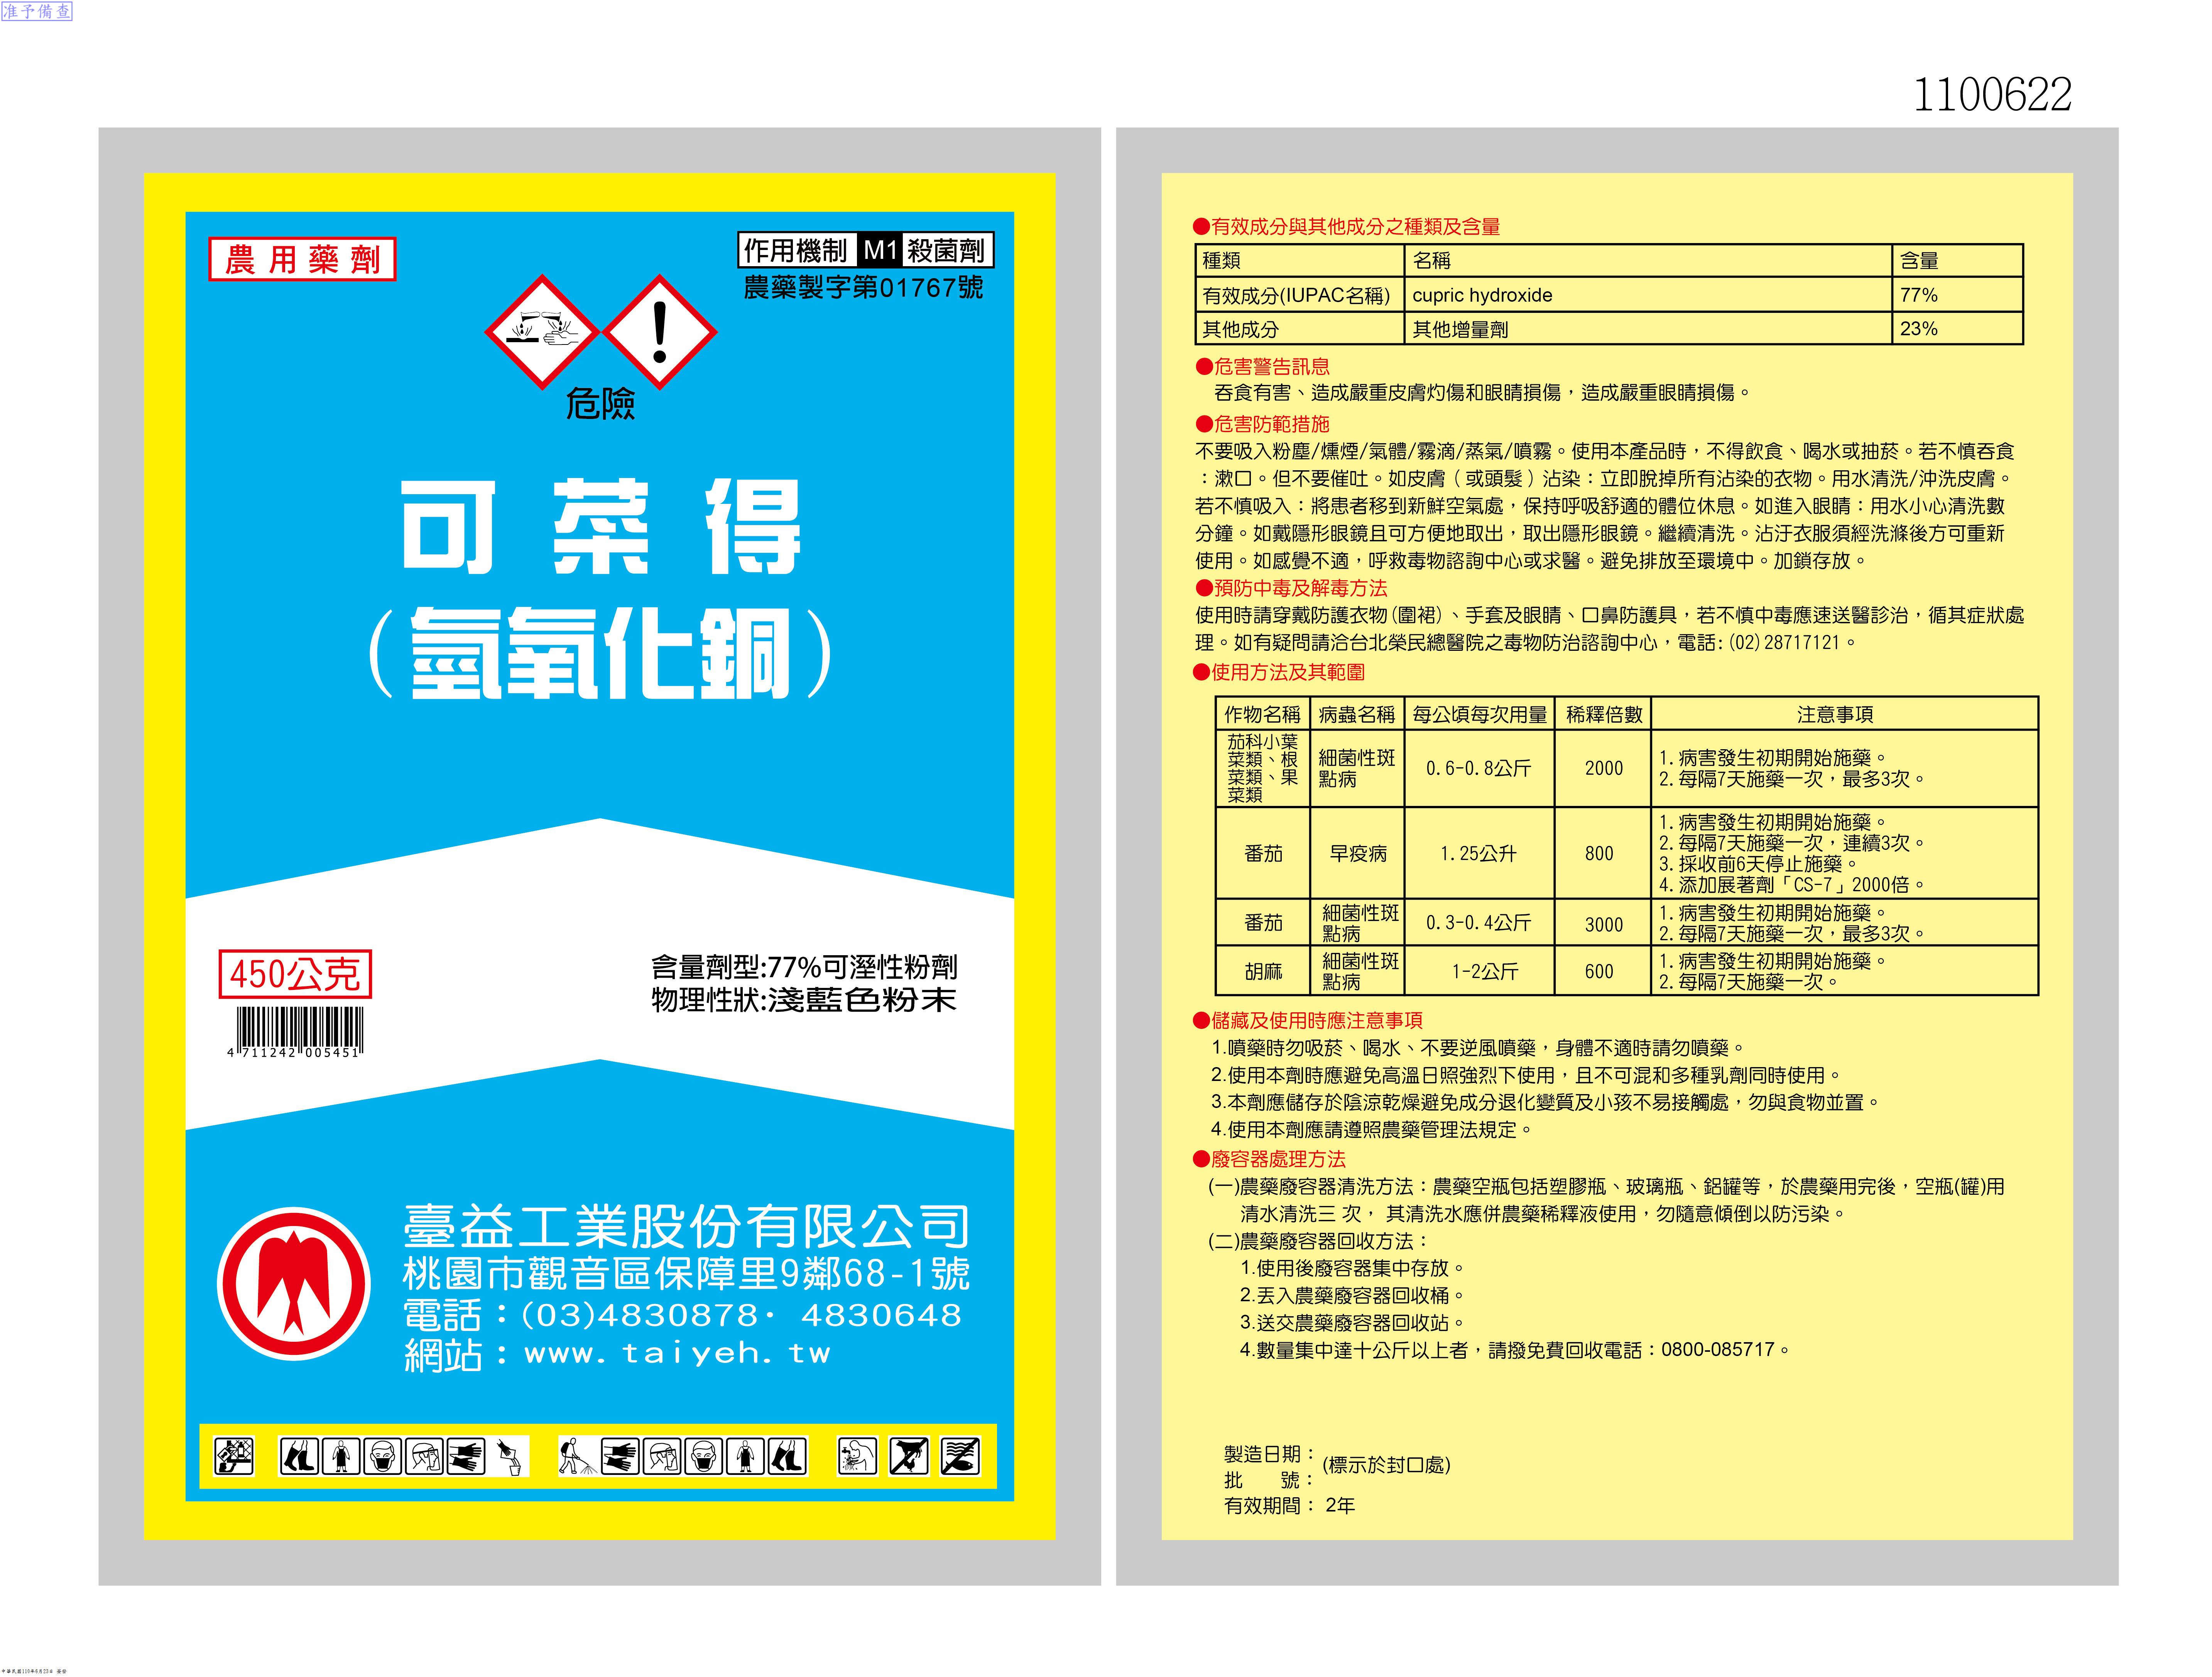 准予備查
1100622
農用藥劑
作用機制 M1 殺菌劑
農藥製字第01767號
危險
可菜得
(氫氧化銅)
450公克
4 711242 005451
含量劑型:77%可溼性粉劑
物理性狀:淺藍色粉末
臺益工業股份有限公司
桃園市觀音區保障里9鄰68-1號
電話：(03)4830878· 4830648
網站：www.taiyeh.tw
●有效成分與其他成分之種類及含量
種類 名稱 含量
有效成分(IUPAC名稱) cupric hydroxide 77%
其他成分 其他增量劑 23%
●危害警告訊息
吞食有害、造成嚴重皮膚灼傷和眼睛損傷，造成嚴重眼睛損傷。
●危害防範措施
不要吸入粉塵/燻煙/氣體/霧滴/蒸氣/噴霧。使用本產品時，不得飲食、喝水或抽菸。若不慎吞食
：漱口。但不要催吐。如皮膚（或頭髮）沾染：立即脫掉所有沾染的衣物。用水清洗/沖洗皮膚。
若不慎吸入：將患者移到新鮮空氣處，保持呼吸舒適的體位休息。如進入眼睛：用水小心清洗數
分鐘。如戴隱形眼鏡且可方便地取出，取出隱形眼鏡。繼續清洗。沾汙衣服須經洗滌後方可重新
使用。如感覺不適，呼救毒物諮詢中心或求醫。避免排放至環境中。加鎖存放。
●預防中毒及解毒方法
使用時請穿戴防護衣物(圍裙)、手套及眼睛、口鼻防護具，若不慎中毒應速送醫診治，循其症狀處
理。如有疑問請洽台北榮民總醫院之毒物防治諮詢中心，電話:(02)28717121。
●使用方法及其範圍
作物名稱 病蟲名稱 每公頃每次用量 稀釋倍數 注意事項
茄科小葉
菜類、根
菜類、果
菜類
細菌性斑
點病
0.6-0.8公斤 2000
1.病害發生初期開始施藥。
2.每隔7天施藥一次，最多3次。
番茄 早疫病 1.25公升 800
1.病害發生初期開始施藥。
2.每隔7天施藥一次，連續3次。
3.採收前6天停止施藥。
4.添加展著劑「CS-7」2000倍。
番茄
細菌性斑
點病
0.3-0.4公斤 3000
1.病害發生初期開始施藥。
2.每隔7天施藥一次，最多3次。
胡麻
細菌性斑
點病
1-2公斤 600
1.病害發生初期開始施藥。
2.每隔7天施藥一次。
●儲藏及使用時應注意事項
1.噴藥時勿吸菸、喝水、不要逆風噴藥，身體不適時請勿噴藥。
2.使用本劑時應避免高溫日照強烈下使用，且不可混和多種乳劑同時使用。
3.本劑應儲存於陰涼乾燥避免成分退化變質及小孩不易接觸處，勿與食物並置。
4.使用本劑應請遵照農藥管理法規定。
●廢容器處理方法
(一)農藥廢容器清洗方法：農藥空瓶包括塑膠瓶、玻璃瓶、鋁罐等，於農藥用完後，空瓶(罐)用
清水清洗三 次， 其清洗水應併農藥稀釋液使用，勿隨意傾倒以防污染。
(二)農藥廢容器回收方法：
1.使用後廢容器集中存放。
2.丟入農藥廢容器回收桶。
3.送交農藥廢容器回收站。
4.數量集中達十公斤以上者，請撥免費回收電話：0800-085717。
製造日期：
批 號：
(標示於封口處)
有效期間： 2年